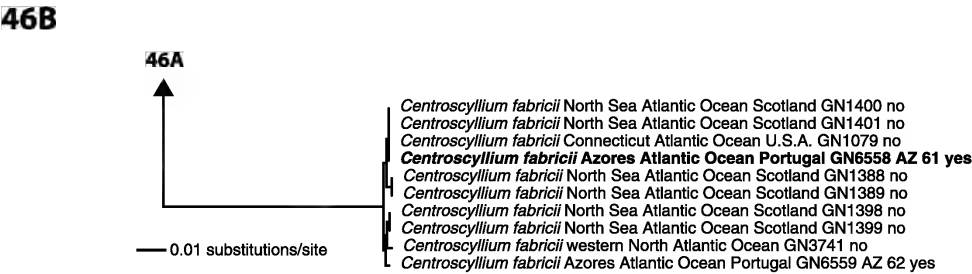 46B
46A
Centroscyllium fabricii North Sea Atlantic Ocean Scotland GN1400 no
Centroscyllium fabricii North Sea Atlantic Ocean Scotland GN1401 no
Centroscyllium fabricii Connecticut Atlantic Ocean U.S.A. GN1079 no
Centroscyllium fabricii Azores Atlantic Ocean Portugal GN6558 AZ 61 yes
Centroscyllium fabricii North Sea Atlantic Ocean Scotland GN1388 no
Centroscyllium fabricii North Sea Atlantic Ocean Scotland GN1389 no
Centroscyllium fabricii North Sea Atlantic Ocean Scotland GN1398 no
Centroscyllium fabricii North Sea Atlantic Ocean Scotland GN1399 no
Centroscyllium fabricii western North Atlantic Ocean GN3741 no
Centroscyllium fabricii Azores Atlantic Ocean Portugal GN6559 AZ 62 yes
0.01 substitutions/site